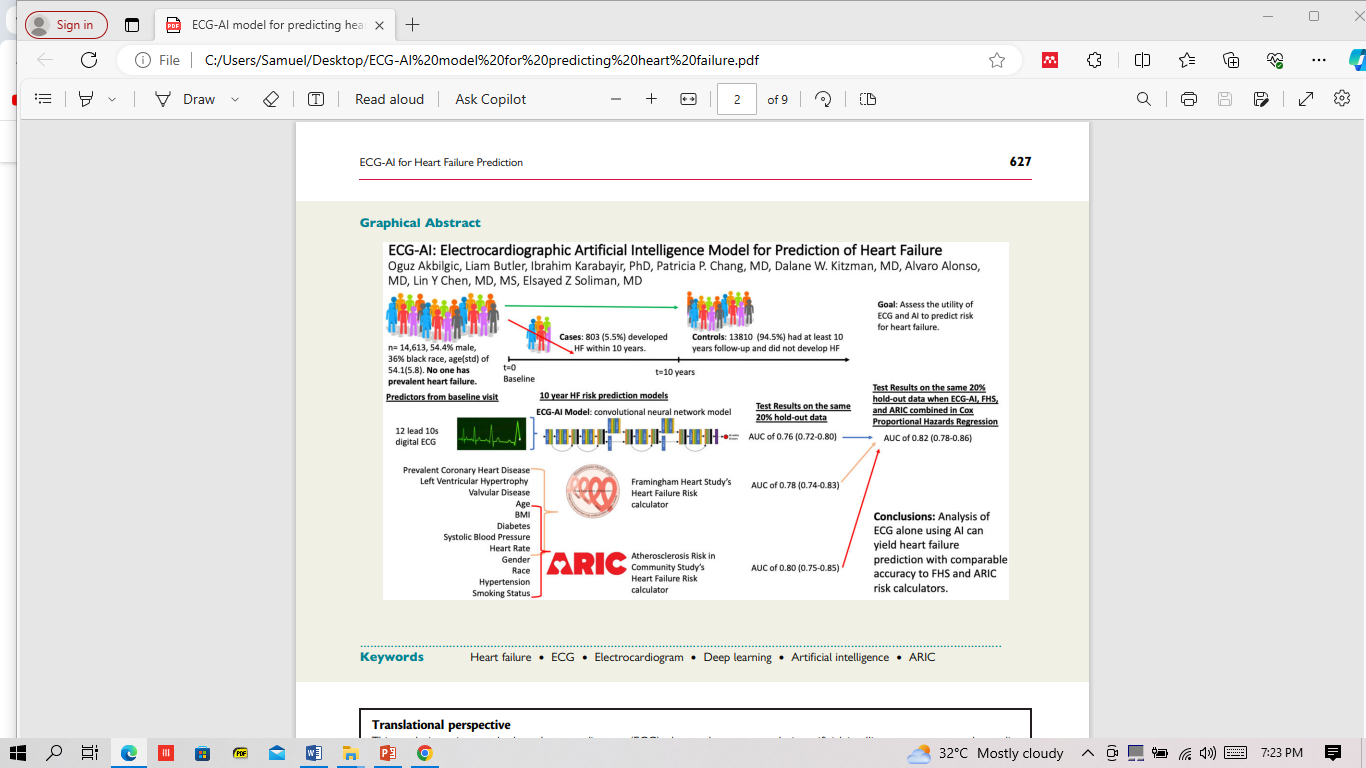 Sign in
ECG-AI model for predicting hea
File
C:/Users/Samuel/Desktop/ECG-AI%20model%20for%20predicting%20heart%20failure.pdf
Draw
Read aloud
Ask Copilot
2
of 9
ECG-AI for Heart Failure Prediction
627
Graphical Abstract
ECG-AI: Electrocardiographic Artificial Intelligence Model for Prediction of Heart Failure
Oguz Akbilgic, Liam Butler, Ibrahim Karabayir, PhD, Patricia P. Chang, MD, Dalane W. Kitzman, MD, Alvaro Alonso,
MD, Lin Y Chen, MD, MS, Elsayed Z Soliman, MD
n= 14,613, 54.4% male,
36% black race, age(std) of
54.1(5.8). No one has
prevalent heart failure.
Cases: 803 (5.5%) developed
HF within 10 years.
Controls: 13810 (94.5%) had at least 10
years follow-up and did not develop HF
Goal: Assess the utility of
ECG and AI to predict risk
for heart failure.
t=0
Baseline
t=10 years
Predictors from baseline visit
10 year HF risk prediction models
ECG-AI Model: convolutional neural network model
Test Results on the same
20% hold-out data
Test Results on the same 20%
hold-out data when ECG-AI, FHS,
and ARIC combined in Cox
Proportional Hazards Regression
12 lead 10s
digital ECG
AUC of 0.76 (0.72-0.80)
AUC of 0.82 (0.78-0.86)
Prevalent Coronary Heart Disease
Left Ventricular Hypertrophy
Valvular Disease
Age
BMI
Diabetes
Systolic Blood Pressure
Heart Rate
Gender
Race
Hypertension
Smoking Status
Framingham Heart Study's
Heart Failure Risk
calculator
AUC of 0.78 (0.74-0.83)
ARIC
Atherosclerosis Risk in
Community Study's
Heart Failure Risk
calculator
AUC of 0.80 (0.75-0.85)
Conclusions: Analysis of
ECG alone using AI can
yield heart failure
prediction with comparable
accuracy to FHS and ARIC
risk calculators.
Keywords
Heart failure • ECG • Electrocardiogram • Deep learning • Artificial intelligence • ARIC
Translational perspective
32°C Mostly cloudy
7:23 PM